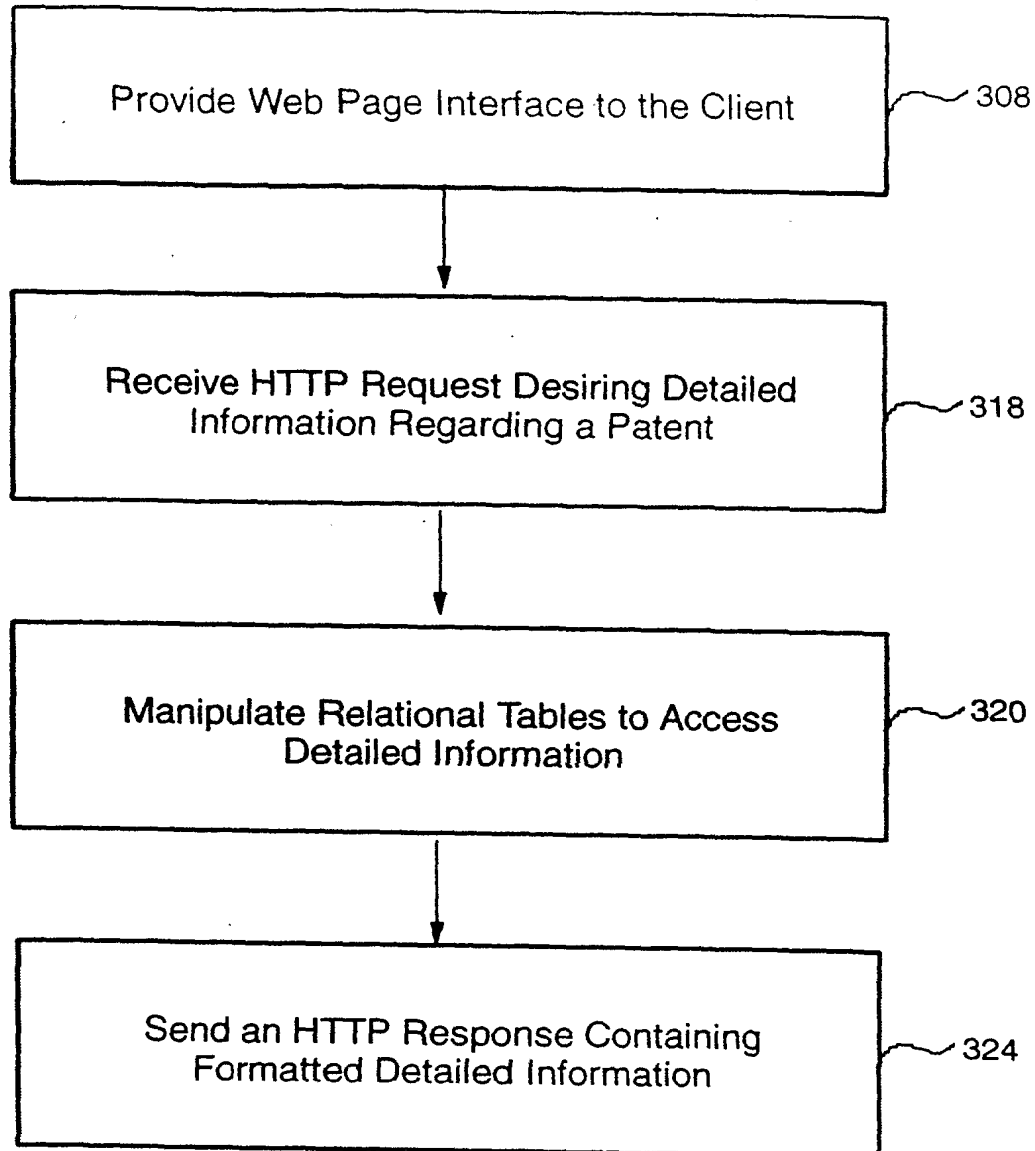 Provide Web Page Interface to the Client
308
Receive HTTP Request Desiring Detailed
Information Regarding a Patent
318
Manipulate Relational Tables to Access
Detailed Information
320
Send an HTTP Response Containing
Formatted Detailed Information
324